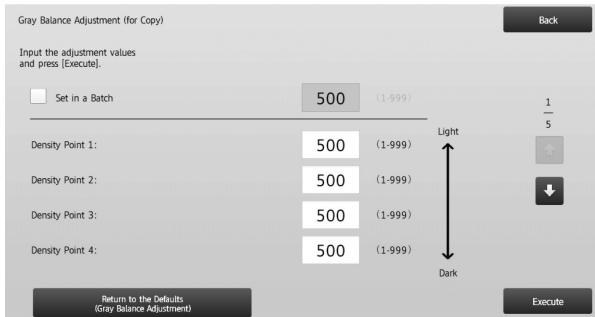 Gray Balance Adjustment (for Copy)
Back
Input the adjustment values
and press [Execute].
Set in a Batch
500
(1-999)
1
5
Light
Density Point 1:
500
(1-999)
Density Point 2:
500
(1-999)
Density Point 3:
500
(1-999)
Density Point 4:
500
(1-999)
Dark
Return to the Defaults
(Gray Balance Adjustment)
Execute